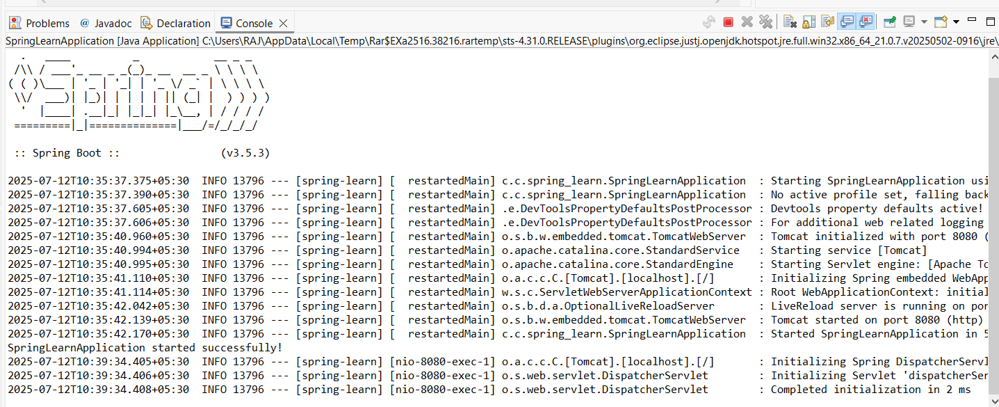 Problems @ Javadoc Declaration Console
SpringLearnApplication [Java Application] C:\Users\RAJ\AppData\Local\Temp\Rar$EXa2516.38216.rartemp\sts-4.31.0.RELEASE\plugins\org.eclipse.justj.openjdk.hotspot.jre.full.win32.x86_64_21.0.7.v20250502-0916\jre\
  .   ____          _            __ _ _
 /\\ / ___'_ __ _ _(_)_ __  __ _ \ \ \ \
( ( )\___ | '_ | '_| | '_ \/ _` | \ \ \ \
 \\/  ___)| |_)| | | | | || (_| |  ) ) ) )
  '  |____| .__|_| |_|_| |_\__, | / / / /
 =========|_|==============|___/=/_/_/_/
 :: Spring Boot ::                (v3.5.3)
2025-07-12T10:35:37.375+05:30  INFO 13796 --- [spring-learn] [  restartedMain] c.c.spring_learn.SpringLearnApplication  : Starting SpringLearnApplication usi
2025-07-12T10:35:37.390+05:30  INFO 13796 --- [spring-learn] [  restartedMain] c.c.spring_learn.SpringLearnApplication  : No active profile set, falling back
2025-07-12T10:35:37.605+05:30  INFO 13796 --- [spring-learn] [  restartedMain] .e.DevToolsPropertyDefaultsPostProcessor : Devtools property defaults active!
2025-07-12T10:35:37.606+05:30  INFO 13796 --- [spring-learn] [  restartedMain] .e.DevToolsPropertyDefaultsPostProcessor : For additional web related logging
2025-07-12T10:35:40.960+05:30  INFO 13796 --- [spring-learn] [  restartedMain] o.s.b.w.embedded.tomcat.TomcatWebServer  : Tomcat initialized with port 8080 (
2025-07-12T10:35:40.994+05:30  INFO 13796 --- [spring-learn] [  restartedMain] o.apache.catalina.core.StandardService   : Starting service [Tomcat]
2025-07-12T10:35:40.995+05:30  INFO 13796 --- [spring-learn] [  restartedMain] o.apache.catalina.core.StandardEngine    : Starting Servlet engine: [Apache To
2025-07-12T10:35:41.110+05:30  INFO 13796 --- [spring-learn] [  restartedMain] o.a.c.c.C.[Tomcat].[localhost].[/]       : Initializing Spring embedded WebApp
2025-07-12T10:35:41.114+05:30  INFO 13796 --- [spring-learn] [  restartedMain] w.s.c.ServletWebServerApplicationContext : Root WebApplicationContext: initial
2025-07-12T10:35:42.042+05:30  INFO 13796 --- [spring-learn] [  restartedMain] o.s.b.d.a.OptionalLiveReloadServer       : LiveReload server is running on por
2025-07-12T10:35:42.139+05:30  INFO 13796 --- [spring-learn] [  restartedMain] o.s.b.w.embedded.tomcat.TomcatWebServer  : Tomcat started on port 8080 (http)
2025-07-12T10:35:42.170+05:30  INFO 13796 --- [spring-learn] [  restartedMain] c.c.spring_learn.SpringLearnApplication  : Started SpringLearnApplication in 5
SpringLearnApplication started successfully!
2025-07-12T10:39:34.405+05:30  INFO 13796 --- [spring-learn] [nio-8080-exec-1] o.a.c.c.C.[Tomcat].[localhost].[/]       : Initializing Spring DispatcherServl
2025-07-12T10:39:34.406+05:30  INFO 13796 --- [spring-learn] [nio-8080-exec-1] o.s.web.servlet.DispatcherServlet        : Initializing Servlet 'dispatcherSer
2025-07-12T10:39:34.408+05:30  INFO 13796 --- [spring-learn] [nio-8080-exec-1] o.s.web.servlet.DispatcherServlet        : Completed initialization in 2 ms